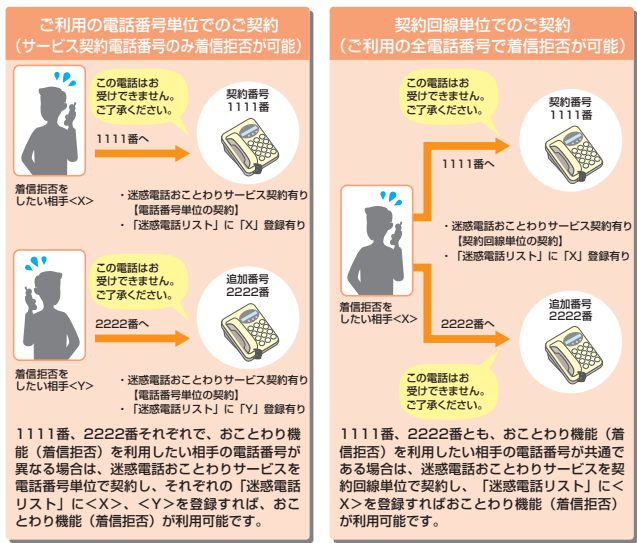 ご利用の電話番号単位でのご契約
(サービス契約電話番号のみ着信拒否が可能)
この電話はお
受けできません。
ご了承ください。
契約番号
1111番
1111番へ
着信拒否を
したい相手<X>
・迷惑電話おことわりサービス契約有り
【電話番号単位の契約】
・「迷惑電話リスト」に「X」登録有り
この電話はお
受けできません。
ご了承ください。
追加番号
2222番
2222番へ
着信拒否を
したい相手<Y>
・迷惑電話おことわりサービス契約有り
【電話番号単位の契約】
・「迷惑電話リスト」に「Y」登録有り
1111番、2222番それぞれで、おことわり機
能(着信拒否)を利用したい相手の電話番号が
異なる場合は、迷惑電話おことわりサービスを
電話番号単位で契約し、それぞれの「迷惑電話
リスト」に<X>、<Y>を登録すれば、おこ
とわり機能(着信拒否)が利用可能です。
契約回線単位でのご契約
(ご利用の全電話番号で着信拒否が可能)
この電話はお
受けできません。
ご了承ください。
契約番号
1111番
1111番へ
・迷惑電話おことわりサービス契約有り
【契約回線単位の契約】
・「迷惑電話リスト」に「X」登録有り
着信拒否を
したい相手<X>
追加番号
2222番
2222番へ
この電話はお
受けできません。
ご了承ください。
1111番、2222番とも、おことわり機能(着
信拒否)を利用したい相手の電話番号が共通で
ある場合は、迷惑電話おことわりサービスを契
約回線単位で契約し、「迷惑電話リスト」に<
X>を登録すればおことわり機能(着信拒否)
が利用可能です。